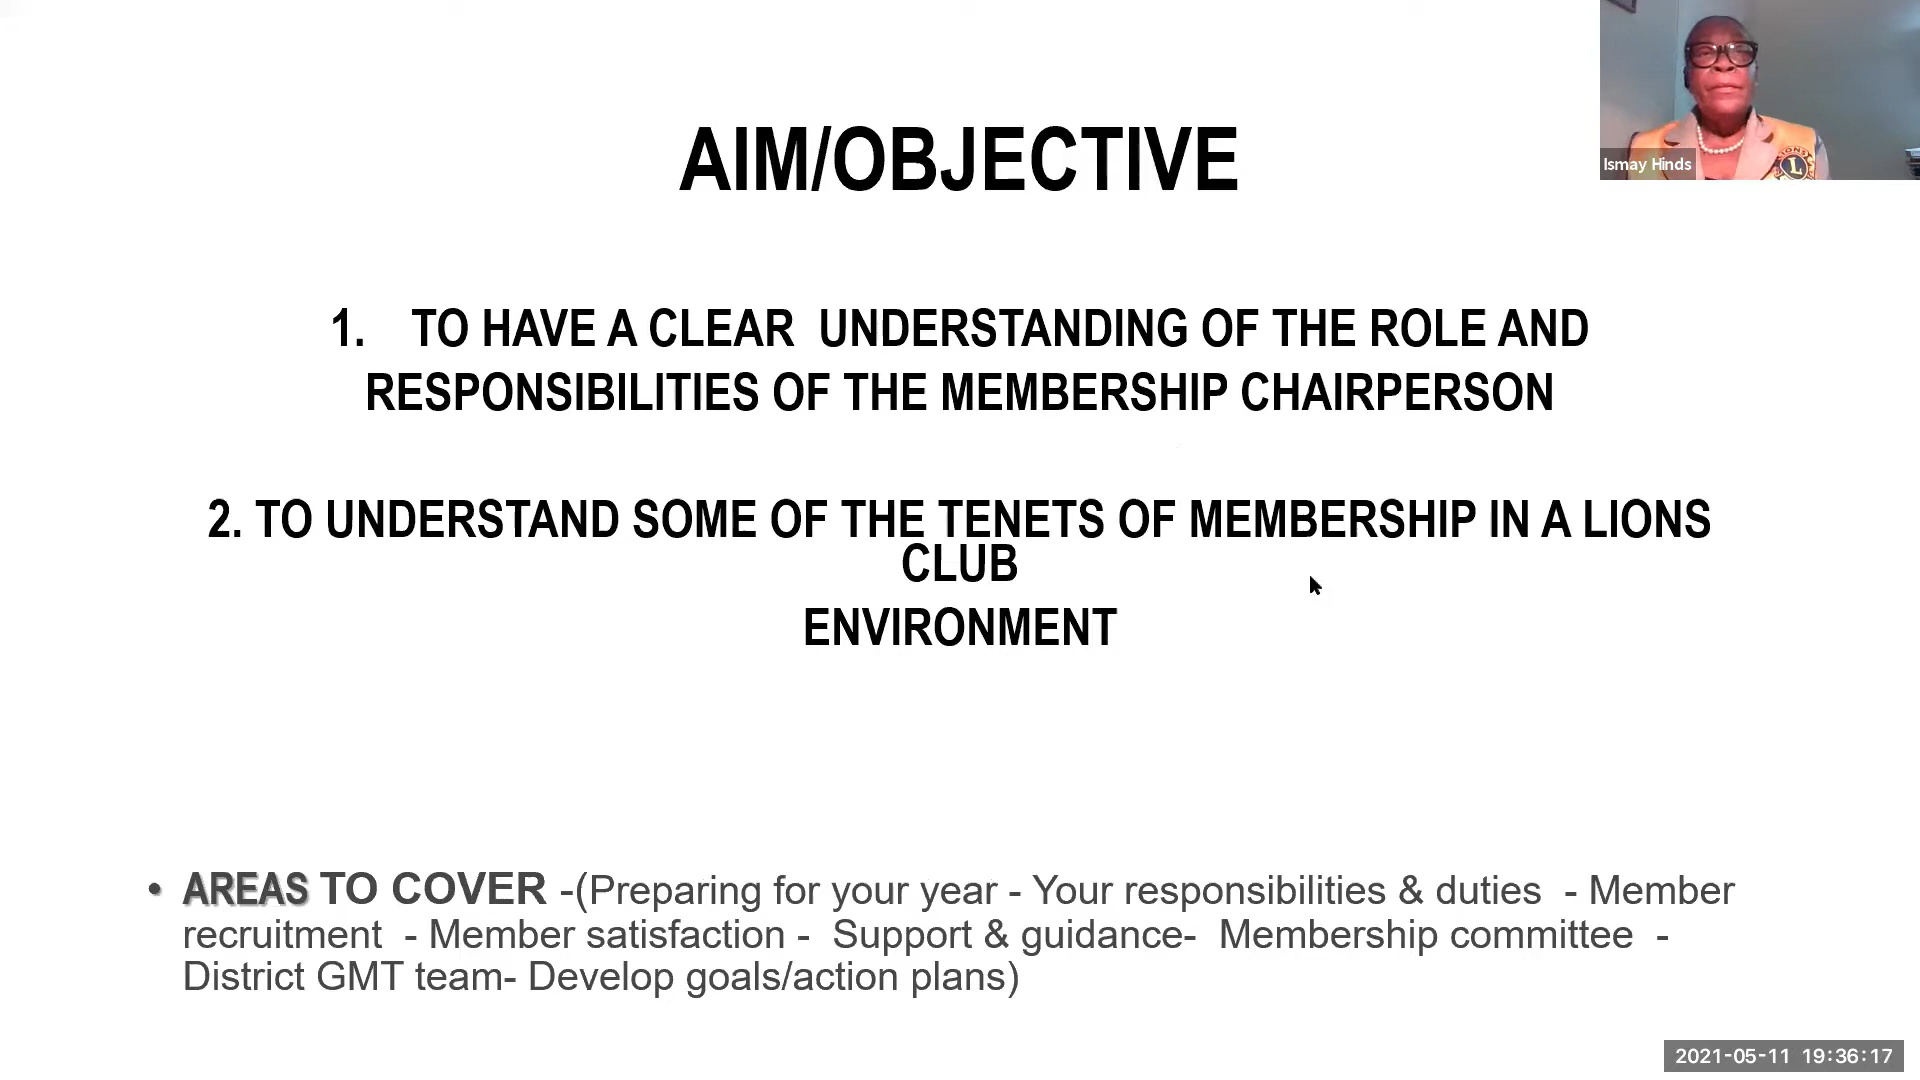 AIM/OBJECTIVE
Ismay Hinds
LIONS
L
1. TO HAVE A CLEAR UNDERSTANDING OF THE ROLE AND
RESPONSIBILITIES OF THE MEMBERSHIP CHAIRPERSON
2. TO UNDERSTAND SOME OF THE TENETS OF MEMBERSHIP IN A LIONS
CLUB
ENVIRONMENT
• AREAS TO COVER -(Preparing for your year - Your responsibilities & duties - Member
recruitment - Member satisfaction - Support & guidance- Membership committee -
District GMT team- Develop goals/action plans)
2021-05-11 19:36:17